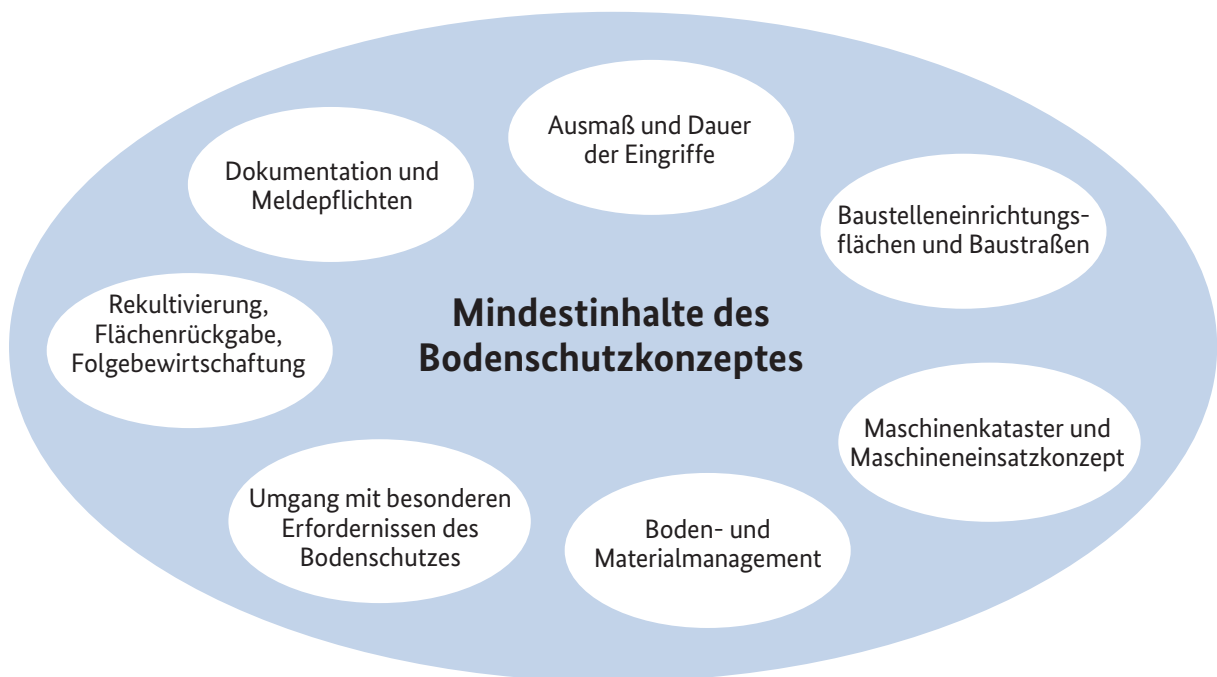 Mindestinhalte des
Bodenschutzkonzeptes
Ausmaß und Dauer
der Eingriffe
Baustelleneinrichtungs-
flächen und Baustraßen
Maschinenkataster und
Maschineneinsatzkonzept
Boden- und
Materialmanagement
Umgang mit besonderen
Erfordernissen des
Bodenschutzes
Rekultivierung,
Flächenrückgabe,
Folgebewirtschaftung
Dokumentation und
Meldepflichten